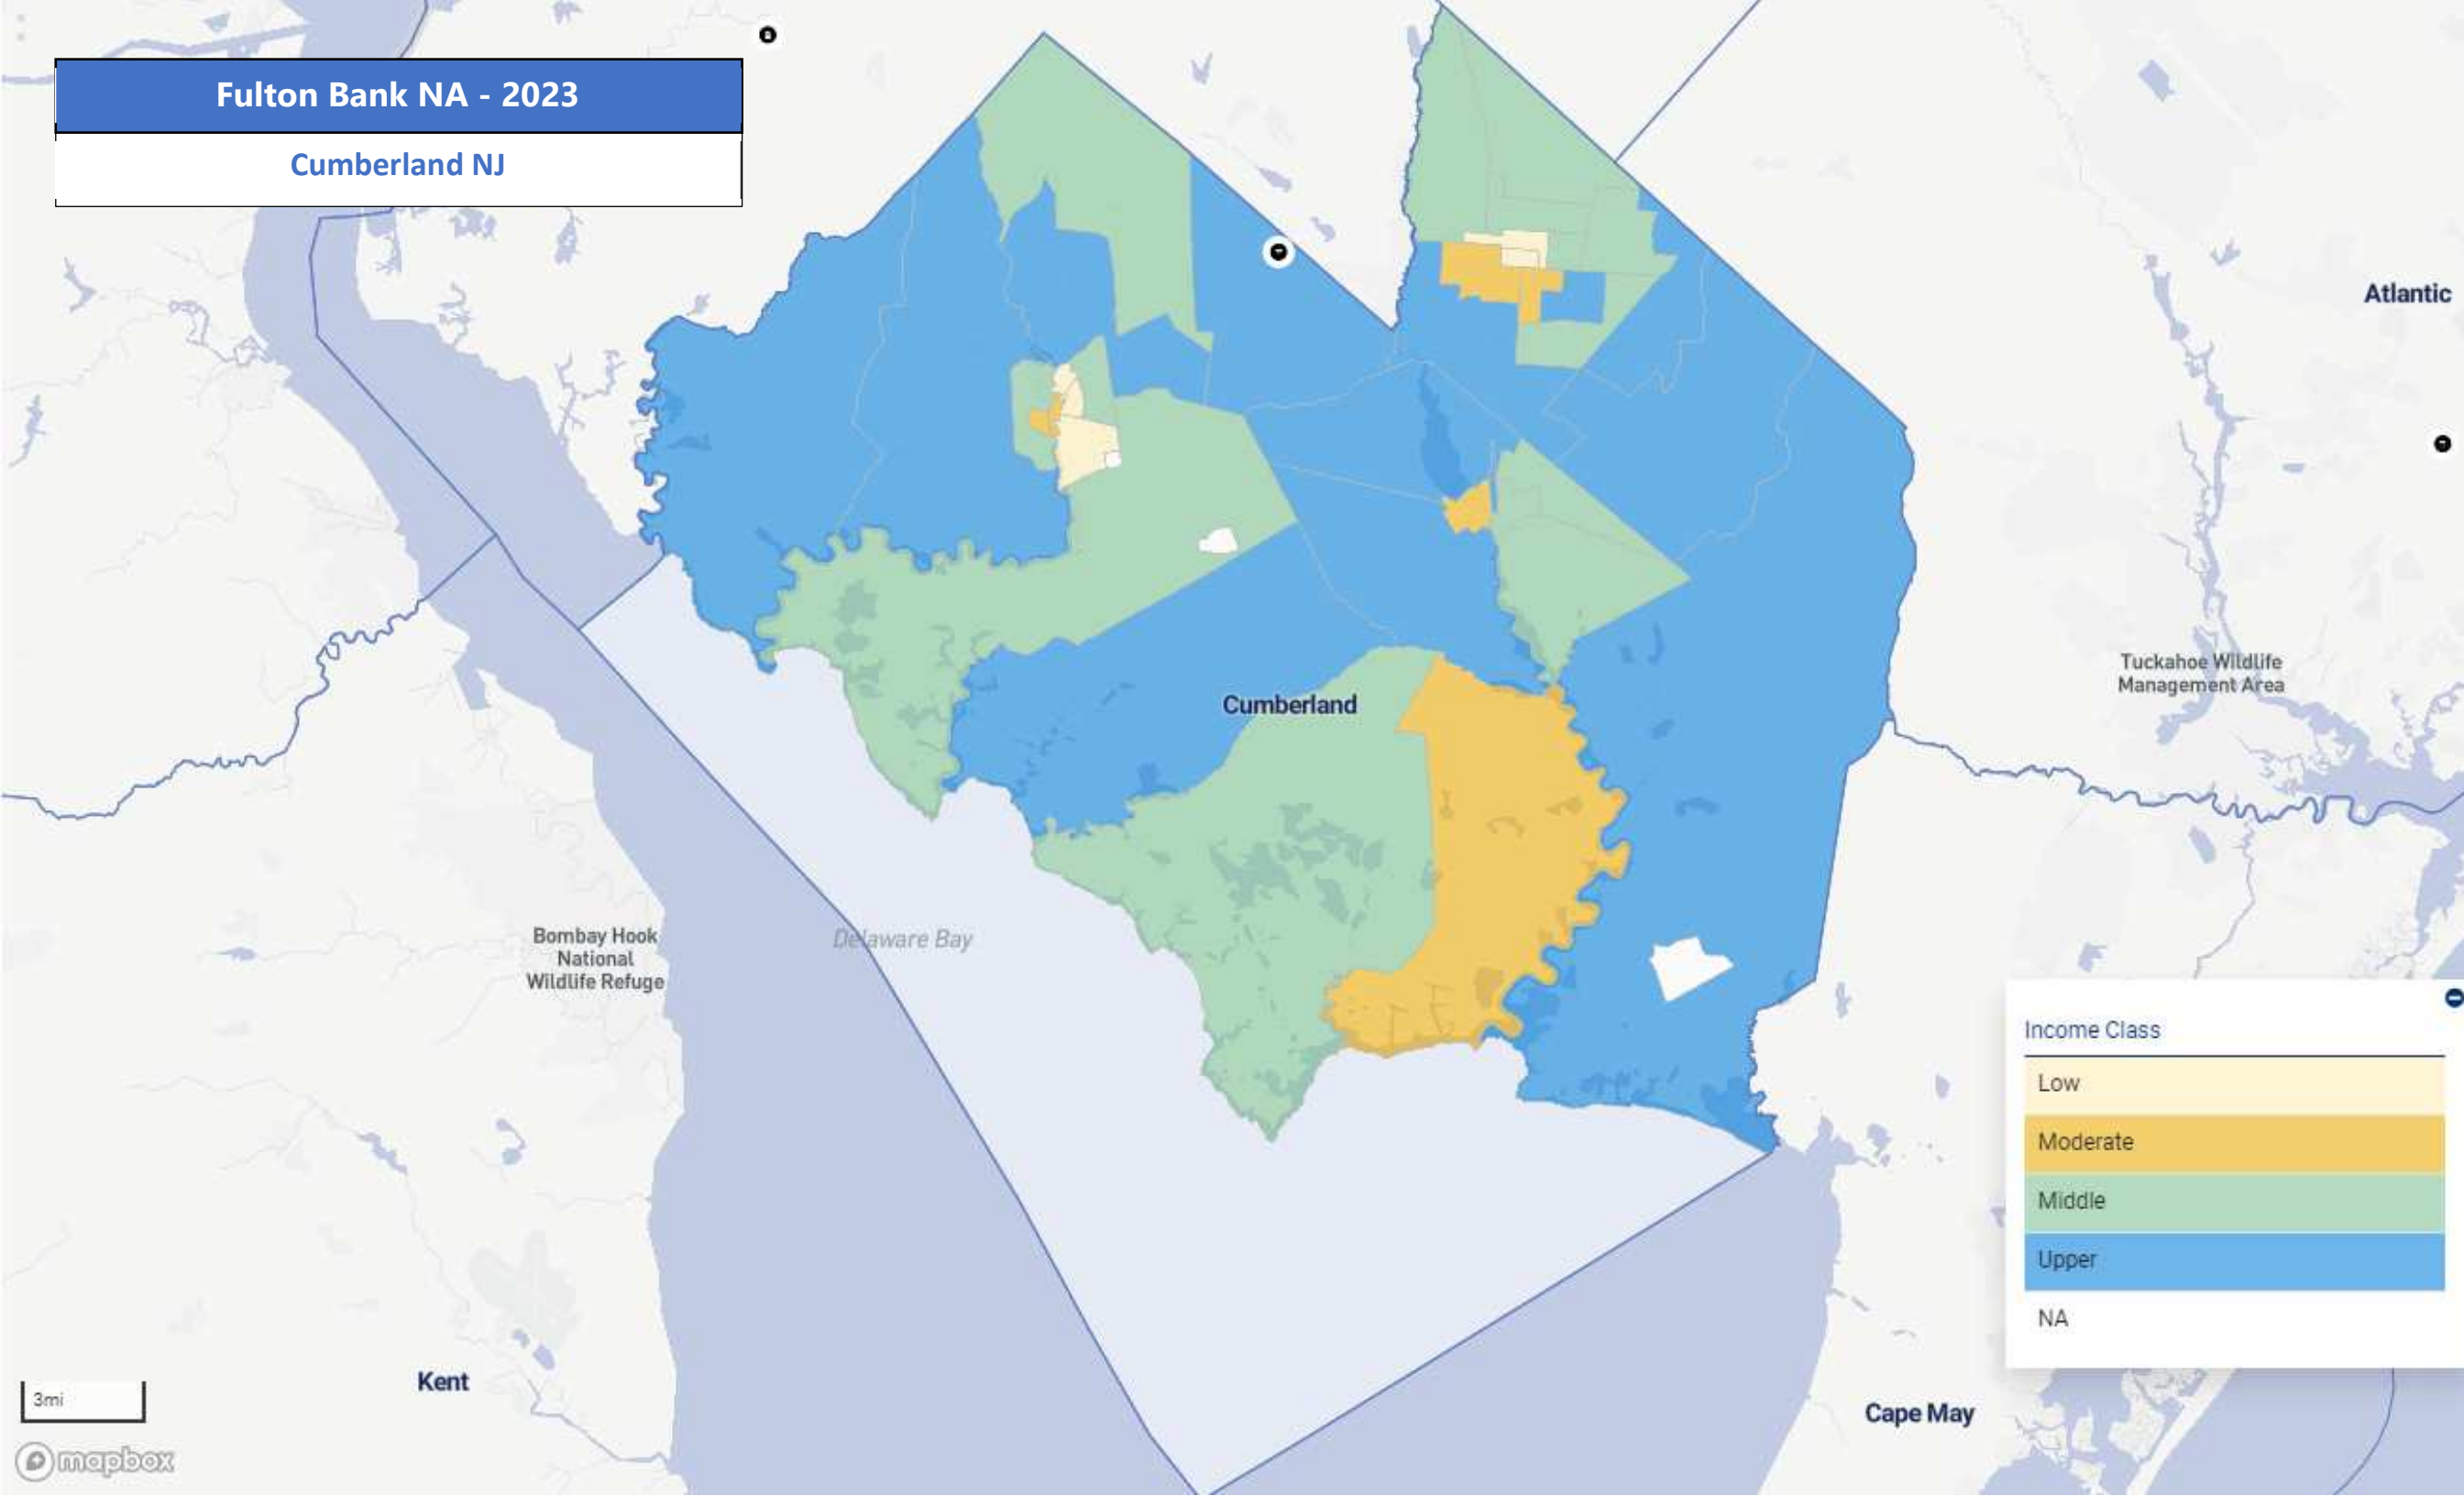 Fulton Bank NA - 2023
Cumberland NJ
Atlantic
Tuckahoe Wildlife
Management Area
Cumberland
Delaware Bay
Bombay Hook
National
Wildlife Refuge
Income Class
Low
Moderate
Middle
Upper
NA
Kent
Cape May
3mi
mapbox